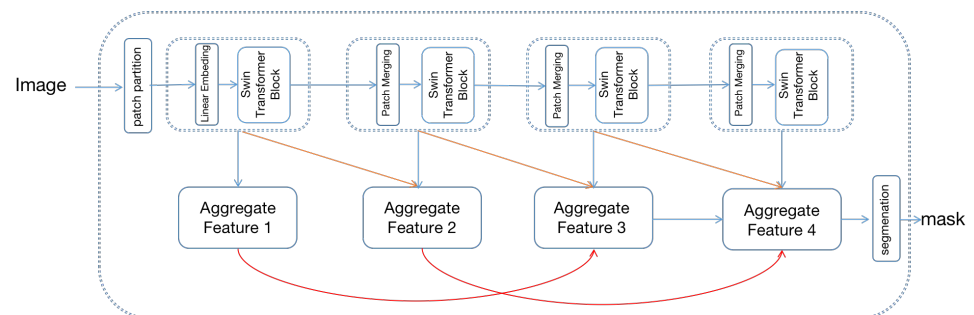 Image
patch partition
Linear Embeding
Swin
Transformer
Block
Patch Merging
Swin
Transformer
Block
Patch Merging
Swin
Transformer
Block
Patch Merging
Swin
Transformer
Block
Aggregate
Feature 1
Aggregate
Feature 2
Aggregate
Feature 3
Aggregate
Feature 4
segmenation
mask